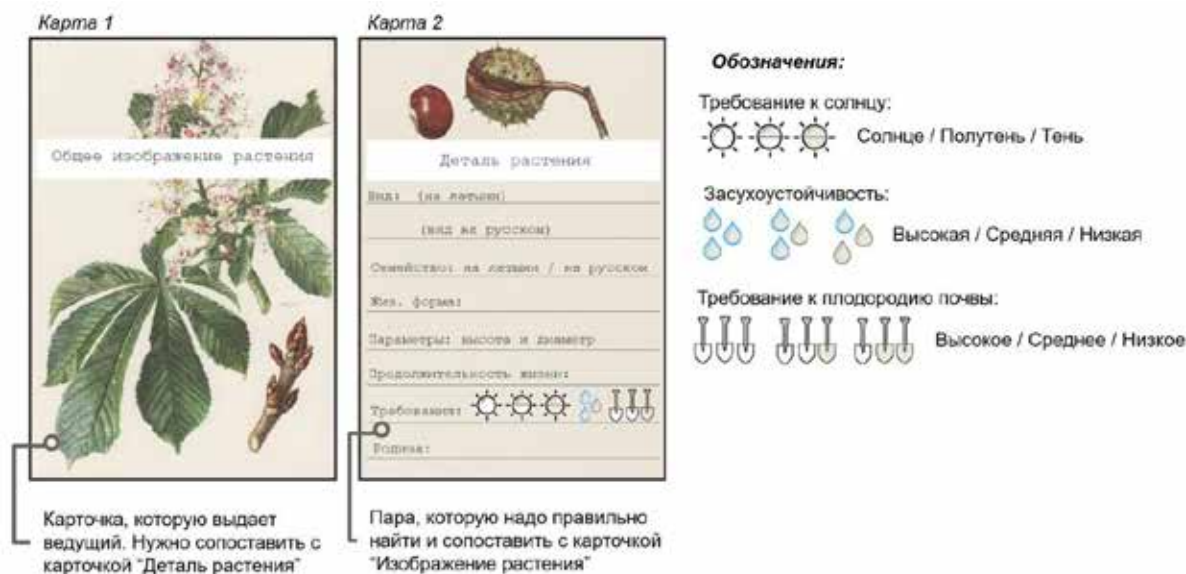 Карта 1
Общее изображение растения
Карточка, которую выдает
ведущий. Нужно сопоставить с
карточкой “Деталь растения”
Карта 2
Деталь растения
Вид: (на латыни)
(вид на русском)
Семейство: на латыни / на русском
Жиз. форма:
Параметры: высота и диаметр
Продолжительность жизни:
Требования:
Родина:
Пара, которую надо правильно
найти и сопоставить с карточкой
“Изображение растения”
Обозначения:
Требование к солнцу:
Солнце / Полутень / Тень
Засухоустойчивость:
Высокая / Средняя / Низкая
Требование к плодородию почвы:
Высокое / Среднее / Низкое